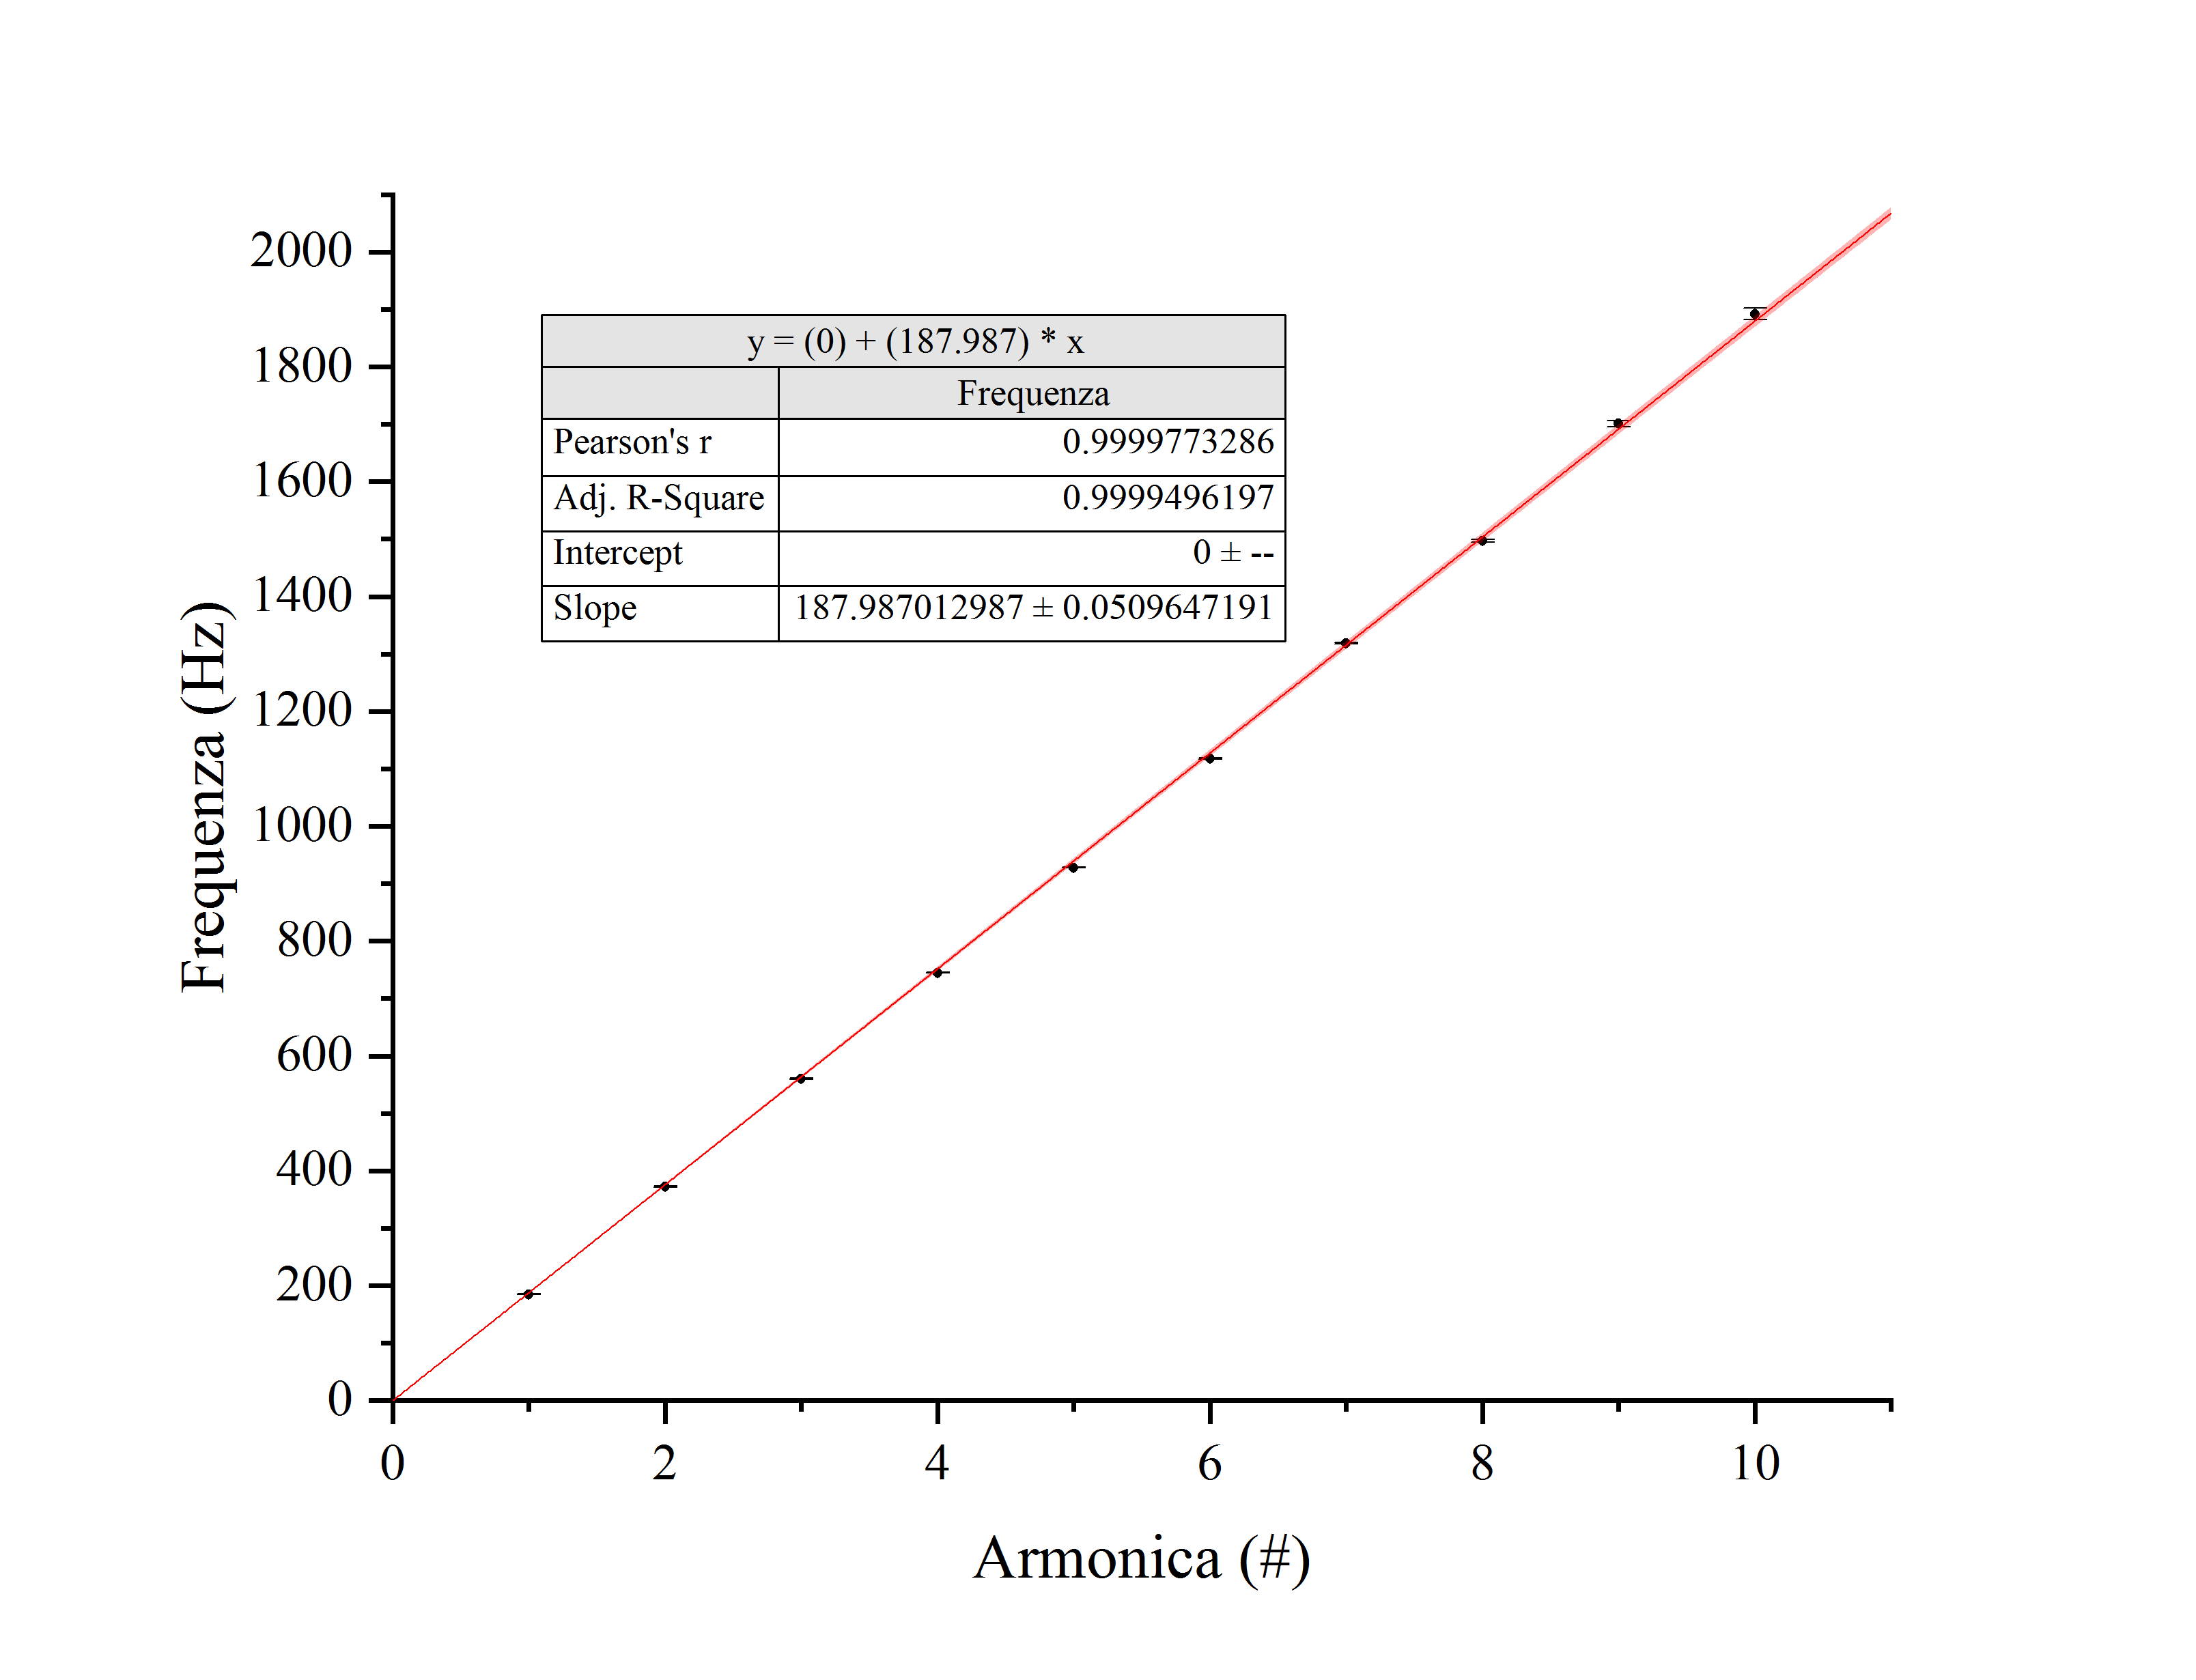 2000
1800
1600
1400
1200
1000
800
600
400
200
0
Frequenza (Hz)
y = (0) + (187.987) * x
Frequenza
Pearson's r 0.9999773286
Adj. R-Square 0.9999496197
Intercept 0 ± --
Slope 187.987012987 ± 0.0509647191
0 2 4 6 8 10
Armonica (#)